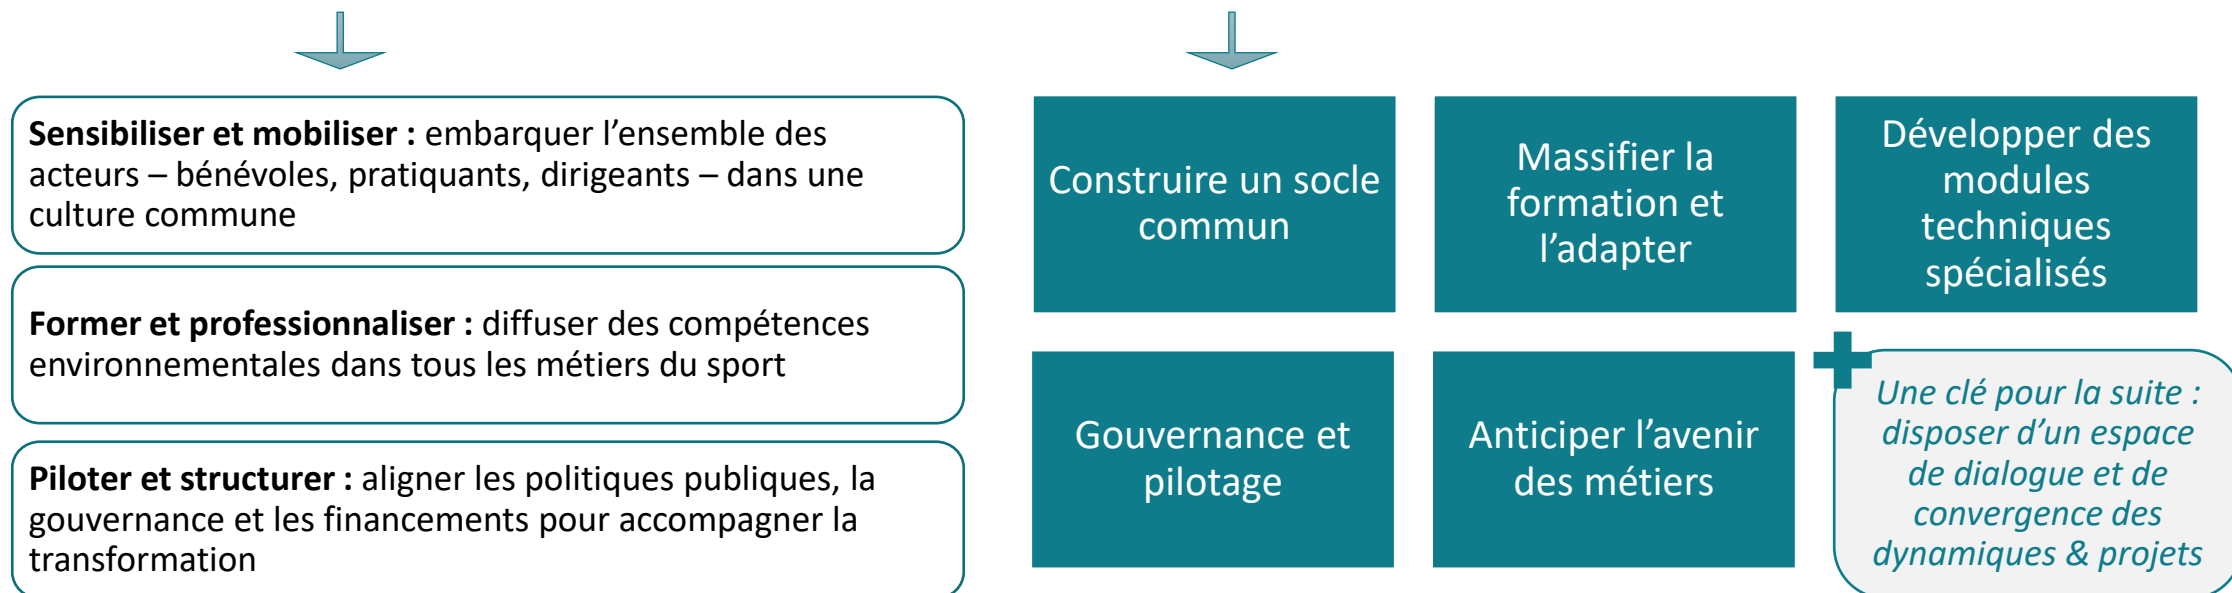 Sensibiliser et mobiliser : embarquer l’ensemble des
acteurs – bénévoles, pratiquants, dirigeants – dans une
culture commune
Former et professionnaliser : diffuser des compétences
environnementales dans tous les métiers du sport
Piloter et structurer : aligner les politiques publiques, la
gouvernance et les financements pour accompagner la
transformation
Construire un socle
commun
Massifier la
formation et
l’adapter
Développer des
modules
techniques
spécialisés
Gouvernance et
pilotage
Anticiper l’avenir
des métiers
Une clé pour la suite :
disposer d’un espace
de dialogue et de
convergence des
dynamiques & projets